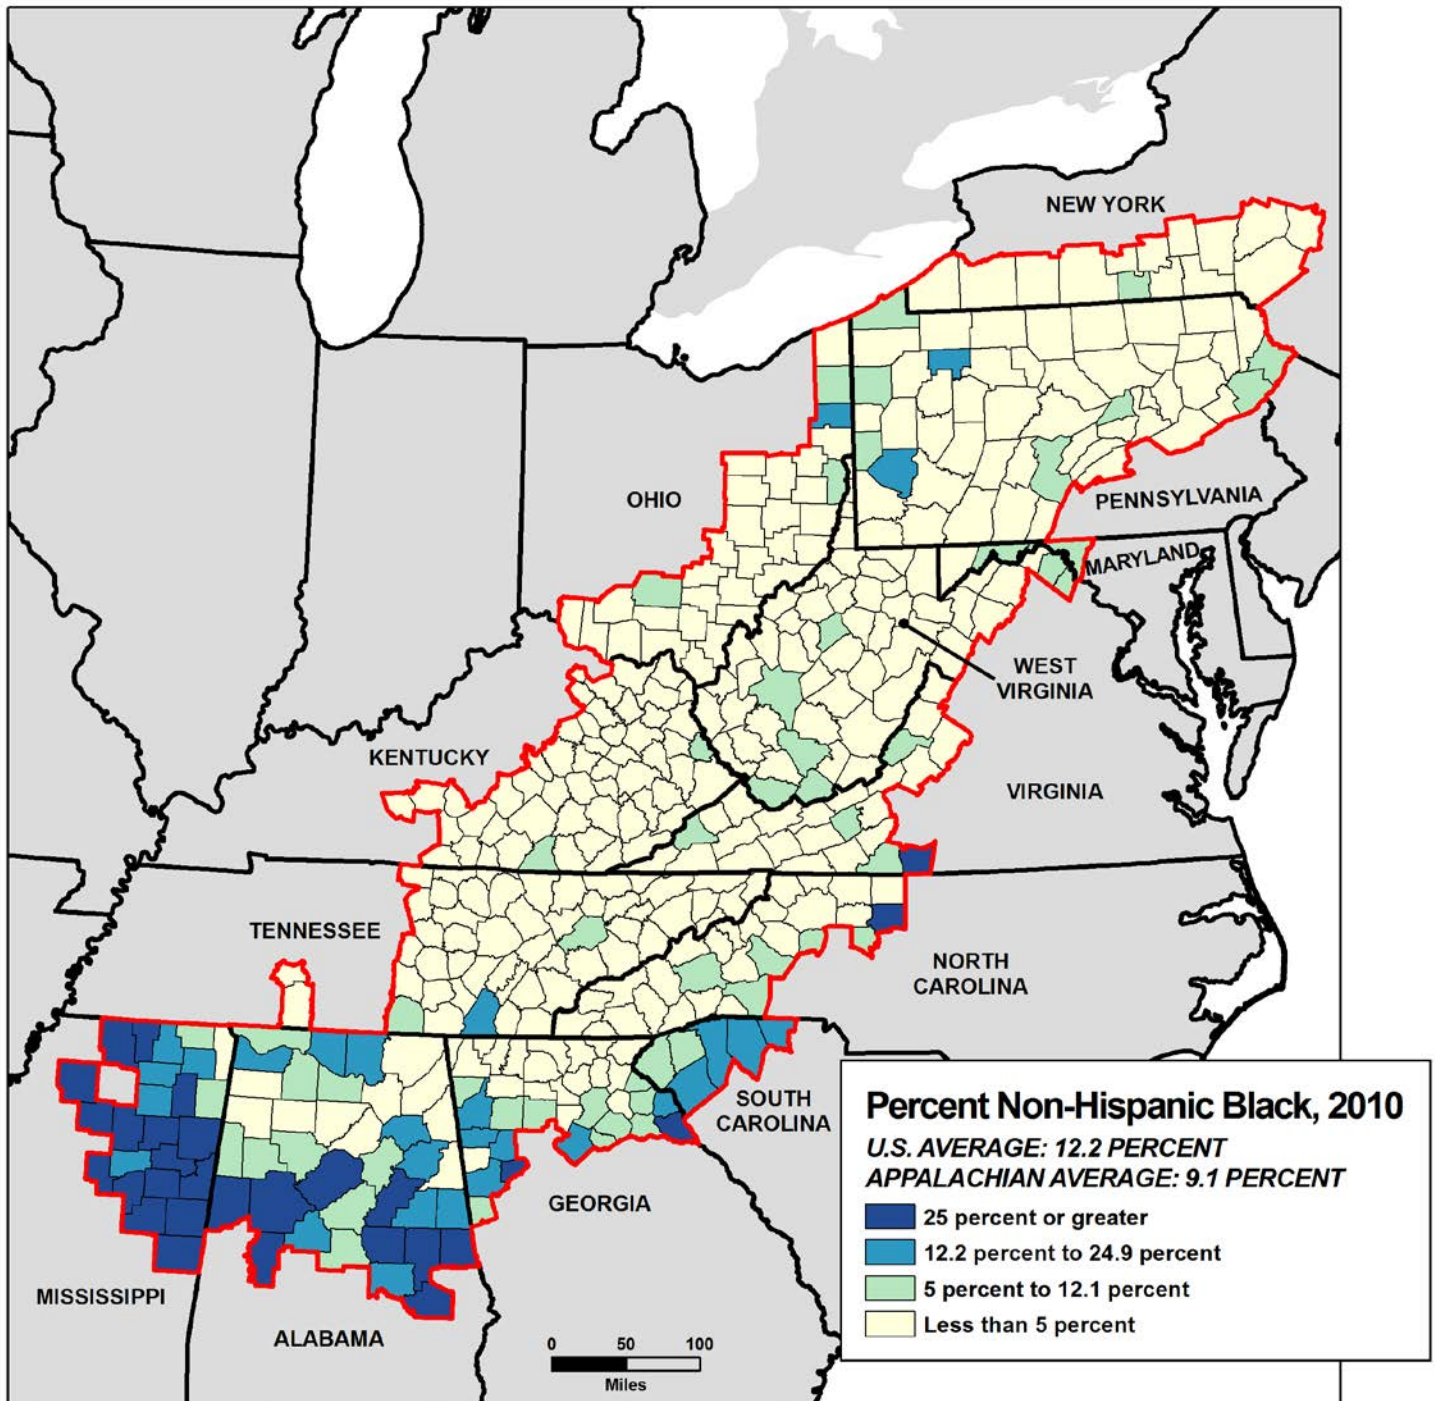 NEW YORK
OHIO
PENNSYLVANIA
MARYLAND
WEST
VIRGINIA
KENTUCKY
VIRGINIA
TENNESSEE
NORTH
CAROLINA
SOUTH
CAROLINA
GEORGIA
MISSISSIPPI
ALABAMA
0 50 100
Miles
Percent Non-Hispanic Black, 2010
U.S. AVERAGE: 12.2 PERCENT
APPALACHIAN AVERAGE: 9.1 PERCENT
25 percent or greater
12.2 percent to 24.9 percent
5 percent to 12.1 percent
Less than 5 percent